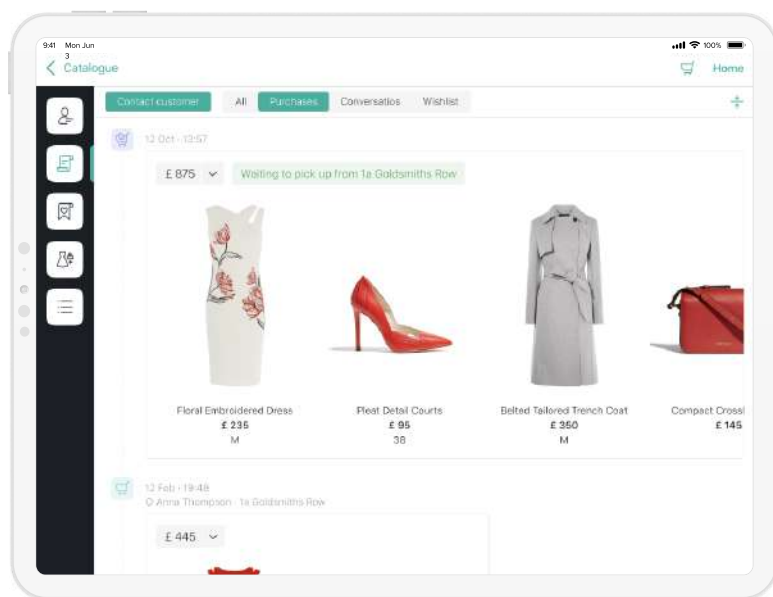 9:41 Mon Jun
3
100%
Catalogue
Home
Contact customer
All
Purchases
Conversatios
Wishlist
12 Oct · 13:57
£ 875
Waiting to pick up from 1a Goldsmiths Row
Floral Embroidered Dress
£ 235
M
Pleat Detail Courts
£ 95
38
Belted Tailored Trench Coat
£ 350
M
Compact Crossl
£ 145
12 Feb · 19:48
Anna Thompson · 1a Goldsmiths Row
£ 445